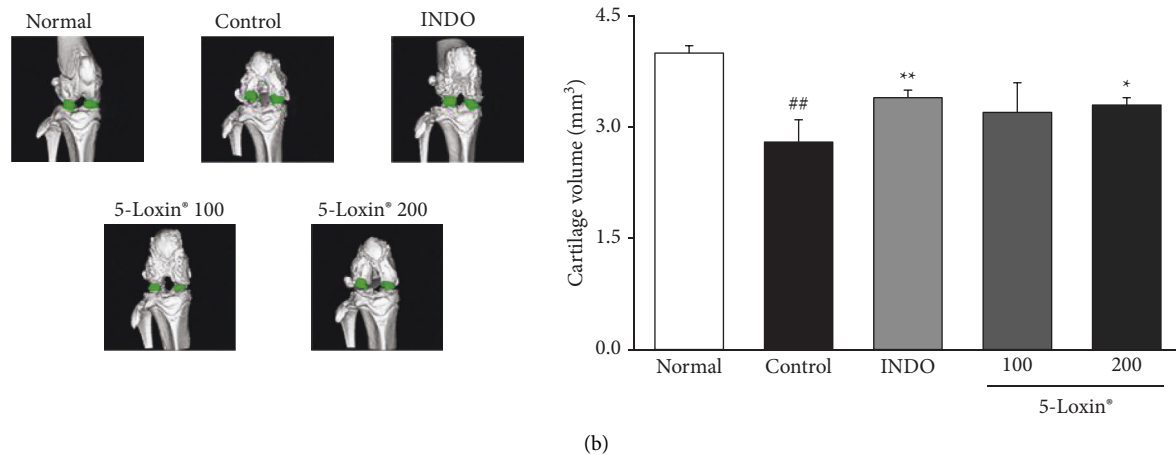 Normal
Control
INDO
5-Loxin® 100
5-Loxin® 200
Cartilage volume (mm³)
4.5
3.0
1.5
0.0
##
**
*
Normal
Control
INDO
100
200
5-Loxin®
(b)